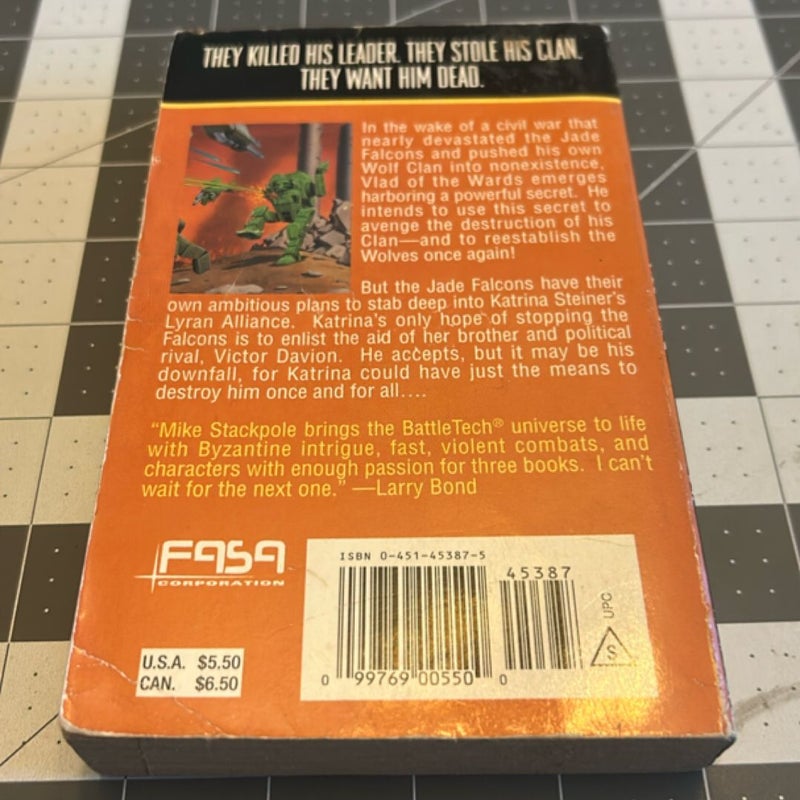 THEY KILLED HIS LEADER. THEY STOLE HIS CLAN.
THEY WANT HIM DEAD.
In the wake of a civil war that
nearly devastated the Jade
Falcons and pushed his own
Wolf Clan into nonexistence,
Vlad of the Wards emerges
harboring a powerful secret. He
intends to use this secret to
avenge the destruction of his
Clan—and to reestablish the
Wolves once again!
But the Jade Falcons have their
own ambitious plans to stab deep into Katrina Steiner's
Lyran Alliance. Katrina's only hope of stopping the
Falcons is to enlist the aid of her brother and political
rival, Victor Davion. He accepts, but it may be his
downfall, for Katrina could have just the means to
destroy him once and for all....
"Mike Stackpole brings the BattleTech® universe to life
with Byzantine intrigue, fast, violent combats, and
characters with enough passion for three books. I can't
wait for the next one." —Larry Bond
FASA
CORPORATION
ISBN 0-451-45387-5
45387
UPC
S
0 99769 00550 0
U.S.A. $5.50
CAN. $6.50